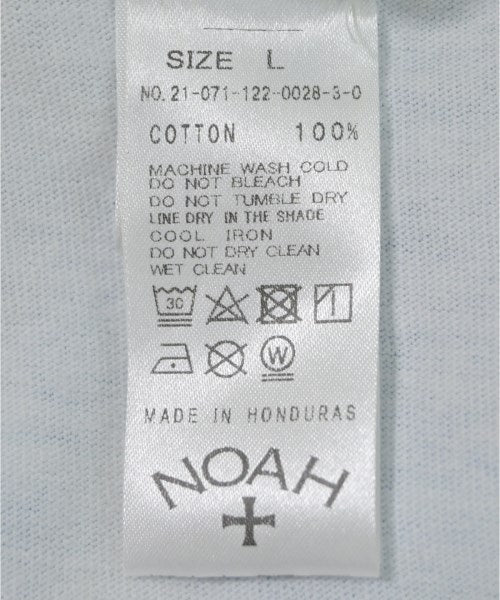 SIZE L
NO. 21-071-122-0028-3-0
COTTON 100%
MACHINE WASH COLD
DO NOT BLEACH
DO NOT TUMBLE DRY
LINE DRY IN THE SHADE
COOL IRON
DO NOT DRY CLEAN
WET CLEAN
30
W
MADE IN HONDURAS
NOAH